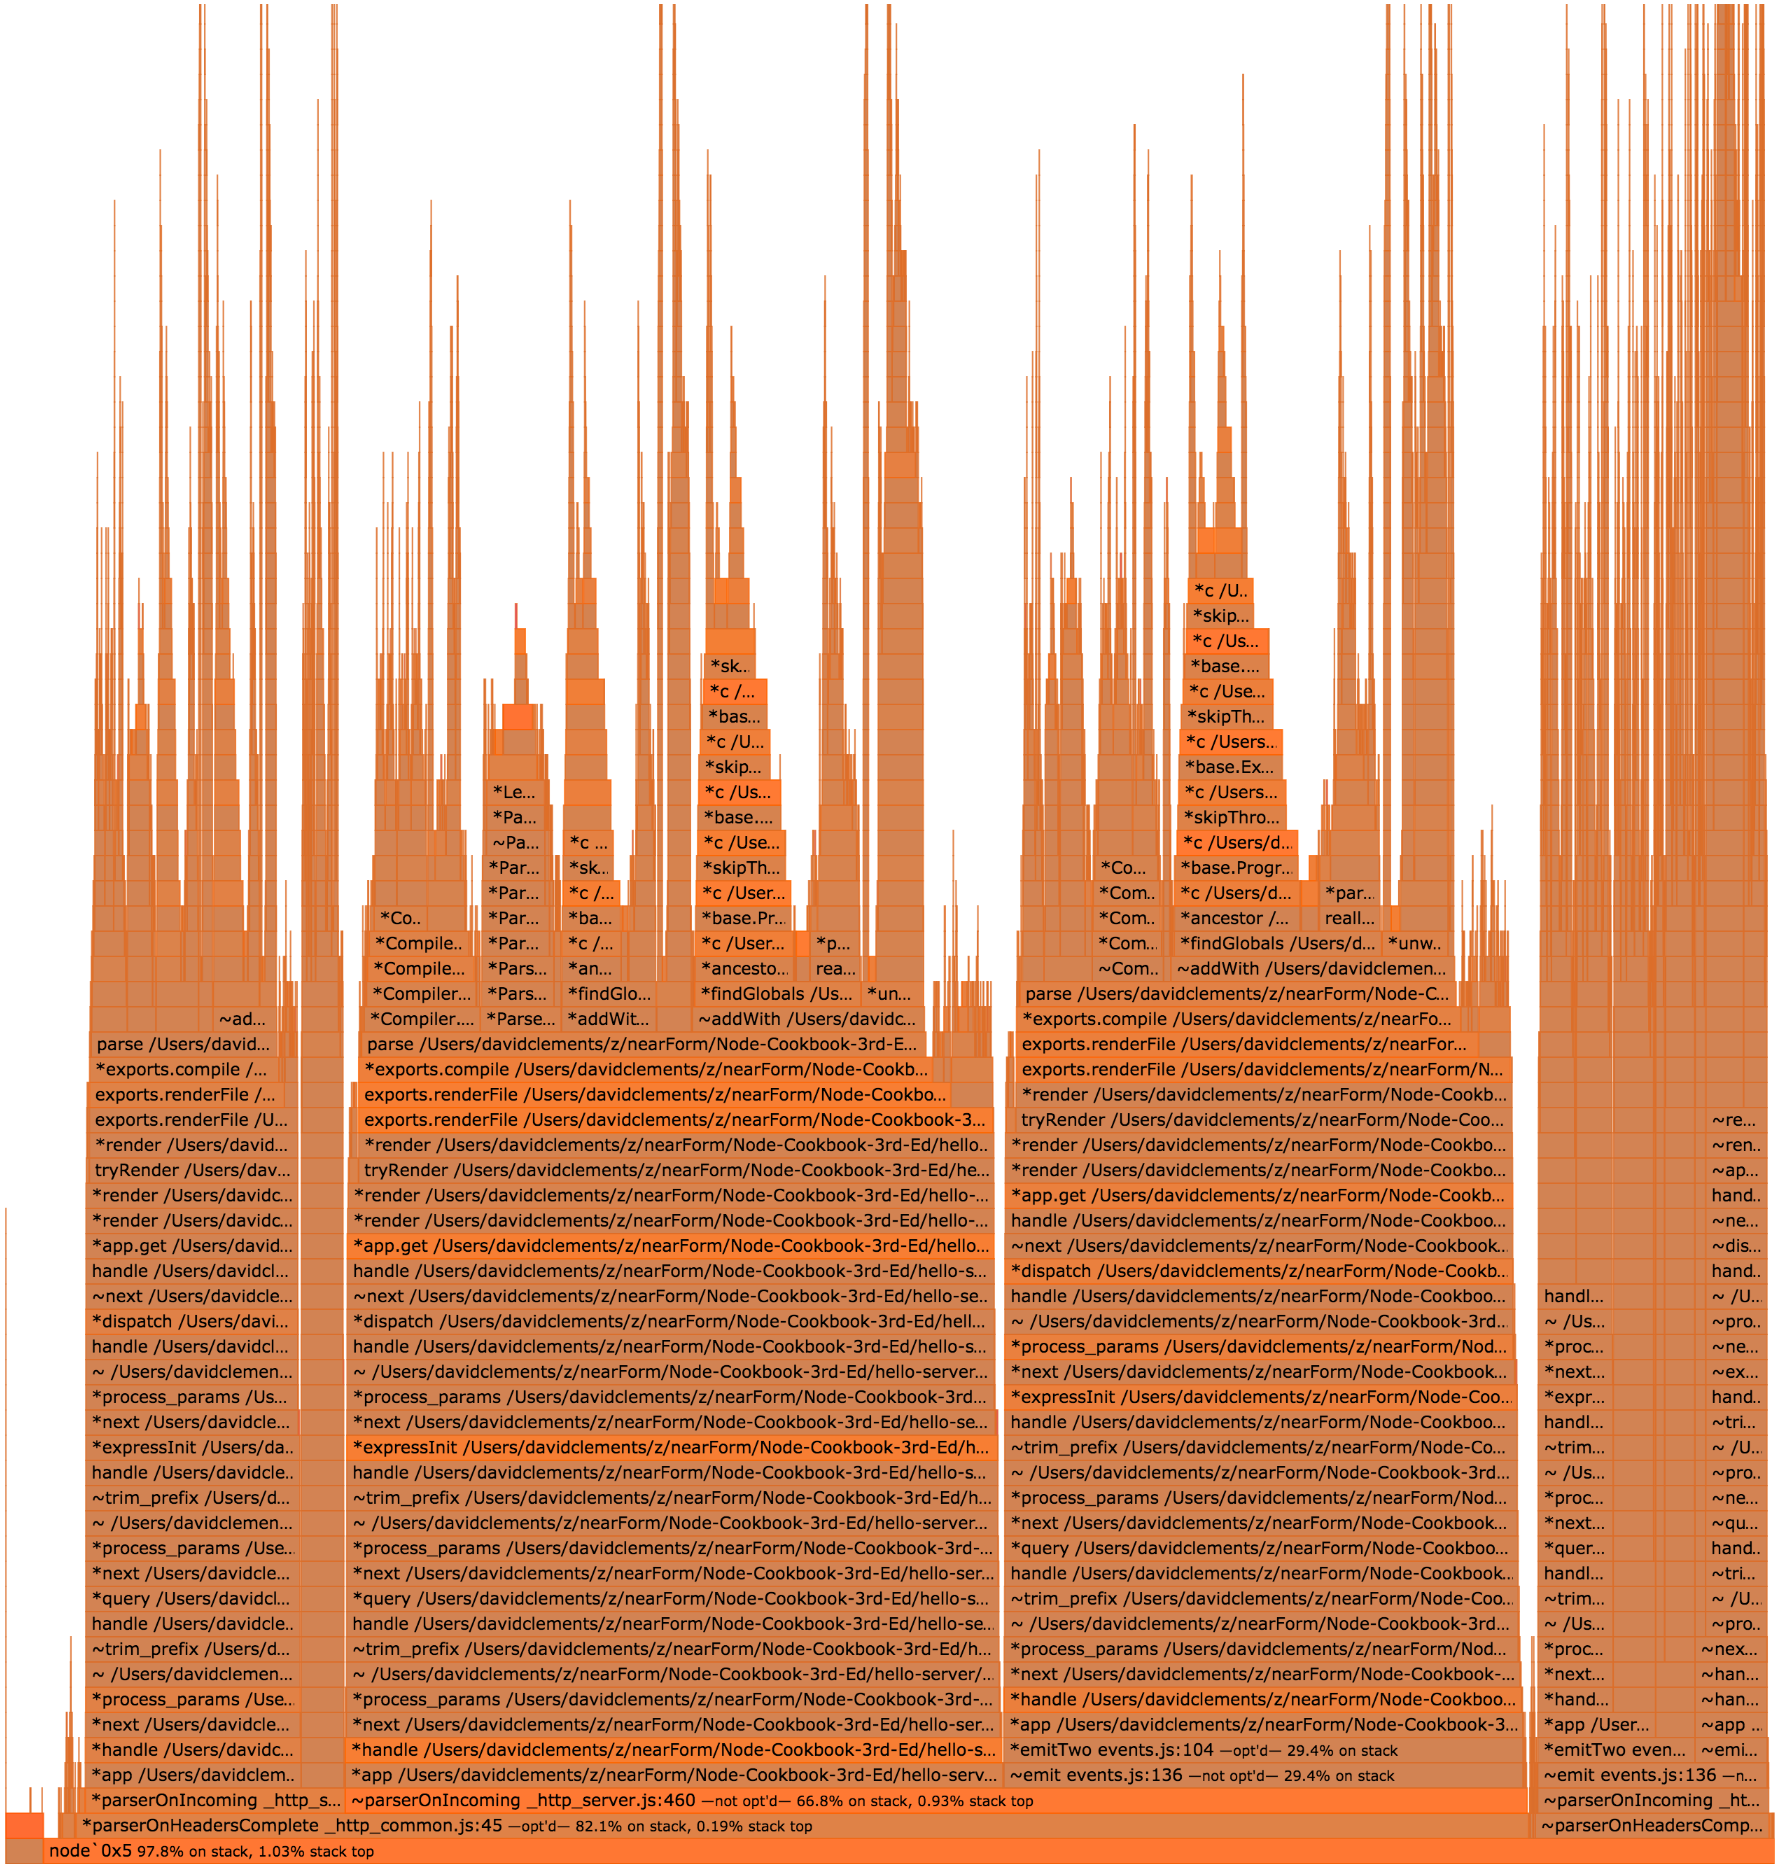 *c /U..
*skip...
*c /Us...
*sk.. *base....
*c /... *c /Use...
*bas... *skipTh...
*c /U... *c /Users...
*skip... *base.Ex...
*Le... *c /Us... *c /Users...
*Pa... *base.... *skipThro...
~Pa... *c ... *c /Use... *c /Users/d...
*Par... *sk... *skipTh... *Co... *base.Progr...
*Par... *c /... *c /User... *Com.. *c /Users/d... *par...
*Co.. *Par... *ba... *base.Pr... *Com.. *ancestor /... reall...
*Compile.. *Par... *c /... *c /User... *p... *Com.. *findGlobals /Users/d... *unw..
*Compile... *Pars... *an... *ancesto... rea... ~Com.. ~addWith /Users/davidclemen...
*Compiler... *Pars... *findGlo... *findGlobals /Us... *un... parse /Users/davidclements/z/nearForm/Node-C...
~ad... *Compiler.... *Parse... *addWit... ~addWith /Users/davidc... *exports.compile /Users/davidclements/z/nearFo...
parse /Users/david... parse /Users/davidclements/z/nearForm/Node-Cookbook-3rd-E... exports.renderFile /Users/davidclements/z/nearFor...
*exports.compile /... *exports.compile /Users/davidclements/z/nearForm/Node-Cookb... exports.renderFile /Users/davidclements/z/nearForm/N...
exports.renderFile /... exports.renderFile /Users/davidclements/z/nearForm/Node-Cookbo... *render /Users/davidclements/z/nearForm/Node-Cookb...
exports.renderFile /U... exports.renderFile /Users/davidclements/z/nearForm/Node-Cookbook-3... tryRender /Users/davidclements/z/nearForm/Node-Coo... ~re...
*render /Users/david... *render /Users/davidclements/z/nearForm/Node-Cookbook-3rd-Ed/hello.. *render /Users/davidclements/z/nearForm/Node-Cookbo... ~ren..
tryRender /Users/dav... tryRender /Users/davidclements/z/nearForm/Node-Cookbook-3rd-Ed/he... *render /Users/davidclements/z/nearForm/Node-Cookbo... ~ap...
*render /Users/davidc... *render /Users/davidclements/z/nearForm/Node-Cookbook-3rd-Ed/hello-... *app.get /Users/davidclements/z/nearForm/Node-Cookb... hand..
*render /Users/davidc... *render /Users/davidclements/z/nearForm/Node-Cookbook-3rd-Ed/hello-... handle /Users/davidclements/z/nearForm/Node-Cookboo... ~ne...
*app.get /Users/david... *app.get /Users/davidclements/z/nearForm/Node-Cookbook-3rd-Ed/hello... ~next /Users/davidclements/z/nearForm/Node-Cookbook... ~dis...
handle /Users/davidcl... handle /Users/davidclements/z/nearForm/Node-Cookbook-3rd-Ed/hello-s... *dispatch /Users/davidclements/z/nearForm/Node-Cookb.. hand..
~next /Users/davidcle... ~next /Users/davidclements/z/nearForm/Node-Cookbook-3rd-Ed/hello-se... handle /Users/davidclements/z/nearForm/Node-Cookboo... handl... ~ /U...
*dispatch /Users/davi... *dispatch /Users/davidclements/z/nearForm/Node-Cookbook-3rd-Ed/hell... ~ /Users/davidclements/z/nearForm/Node-Cookbook-3rd... ~ /Us... ~pro...
handle /Users/davidcl... handle /Users/davidclements/z/nearForm/Node-Cookbook-3rd-Ed/hello-s... *process_params /Users/davidclements/z/nearForm/Nod... *proc... ~ne...
~ /Users/davidclemen... ~ /Users/davidclements/z/nearForm/Node-Cookbook-3rd-Ed/hello-server... *next /Users/davidclements/z/nearForm/Node-Cookboo... *next... ~ex...
*process_params /Us... *process_params /Users/davidclements/z/nearForm/Node-Cookbook-3rd... *expressInit /Users/davidclements/z/nearForm/Node-Coo... *expr... hand..
*next /Users/davidcle... *next /Users/davidclements/z/nearForm/Node-Cookbook-3rd-Ed/hello-se... handle /Users/davidclements/z/nearForm/Node-Cookboo... handl... ~tri...
*expressInit /Users/da.. *expressInit /Users/davidclements/z/nearForm/Node-Cookbook-3rd-Ed/h... ~trim_prefix /Users/davidclements/z/nearForm/Node-Co... ~trim... ~ /U...
handle /Users/davidcle.. handle /Users/davidclements/z/nearForm/Node-Cookbook-3rd-Ed/hello-s... ~ /Users/davidclements/z/nearForm/Node-Cookbook-3rd... ~ /Us... ~pro...
~trim_prefix /Users/d... ~trim_prefix /Users/davidclements/z/nearForm/Node-Cookbook-3rd-Ed/h... *process_params /Users/davidclements/z/nearForm/Nod... *proc... ~ne...
~ /Users/davidclemen... ~ /Users/davidclements/z/nearForm/Node-Cookbook-3rd-Ed/hello-server... *next /Users/davidclements/z/nearForm/Node-Cookbook... *next... ~qu...
*process_params /Use.. *process_params /Users/davidclements/z/nearForm/Node-Cookbook-3rd-... *query /Users/davidclements/z/nearForm/Node-Cookboo... *quer... hand..
*next /Users/davidcle... *next /Users/davidclements/z/nearForm/Node-Cookbook-3rd-Ed/hello-ser... handle /Users/davidclements/z/nearForm/Node-Cookbook... handl... ~tri...
*query /Users/davidcl... *query /Users/davidclements/z/nearForm/Node-Cookbook-3rd-Ed/hello-s... ~trim_prefix /Users/davidclements/z/nearForm/Node-Coo... ~trim... ~ /U...
handle /Users/davidcle.. handle /Users/davidclements/z/nearForm/Node-Cookbook-3rd-Ed/hello-se... ~ /Users/davidclements/z/nearForm/Node-Cookbook-3rd... ~ /Us... ~pro...
~trim_prefix /Users/d... ~trim_prefix /Users/davidclements/z/nearForm/Node-Cookbook-3rd-Ed/h... *process_params /Users/davidclements/z/nearForm/Nod... *proc... ~nex...
~ /Users/davidclemen... ~ /Users/davidclements/z/nearForm/Node-Cookbook-3rd-Ed/hello-server/... *next /Users/davidclements/z/nearForm/Node-Cookbook-... *next... ~han...
*process_params /Use... *process_params /Users/davidclements/z/nearForm/Node-Cookbook-3rd-... *handle /Users/davidclements/z/nearForm/Node-Cookboo... *hand... ~han...
*next /Users/davidcle... *next /Users/davidclements/z/nearForm/Node-Cookbook-3rd-Ed/hello-ser... *app /Users/davidclements/z/nearForm/Node-Cookbook-3... *app /User... ~app ...
*handle /Users/davidc... *handle /Users/davidclements/z/nearForm/Node-Cookbook-3rd-Ed/hello-s... *emitTwo events.js:104 —opt'd— 29.4% on stack *emitTwo even... ~emi...
*app /Users/davidclem.. *app /Users/davidclements/z/nearForm/Node-Cookbook-3rd-Ed/hello-serv... ~emit events.js:136 —not opt'd— 29.4% on stack ~emit events.js:136 —n...
*parserOnIncoming _http_s... ~parserOnIncoming _http_server.js:460 —not opt'd— 66.8% on stack, 0.93% stack top ~parserOnIncoming _ht...
*parserOnHeadersComplete _http_common.js:45 —opt'd— 82.1% on stack, 0.19% stack top ~parserOnHeadersComp...
node`0x5 97.8% on stack, 1.03% stack top